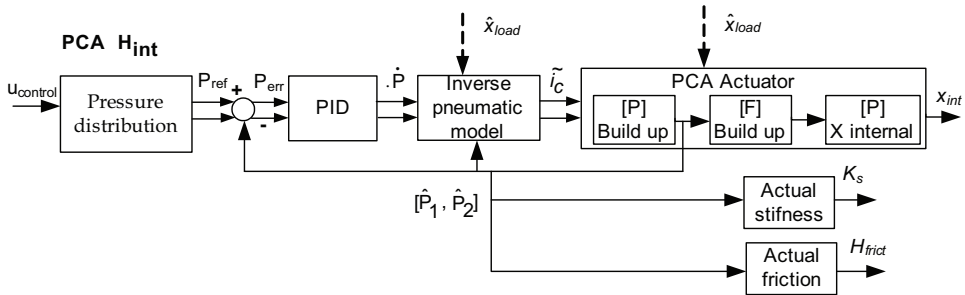 PCA H_int
x̂_load
x̂_load
u_control
Pressure
distribution
P_ref
+
-
P_err
PID
.Ṗ
Inverse
pneumatic
model
ĩ_c
PCA Actuator
[P]
Build up
[F]
Build up
[P]
X internal
x_int
[P̂_1 , P̂_2]
Actual
stifness
K_s
Actual
friction
H_frict